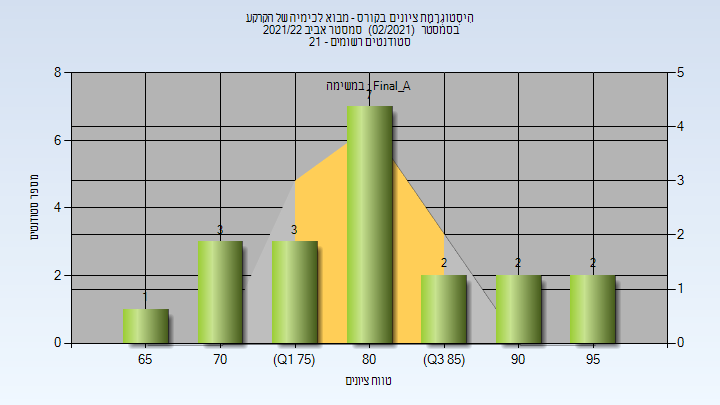 היסטוגרמת ציונים בקורס - מבוא לכימיה של הקרקע
בסמסטר (02/2021) סמסטר אביב 2021/22
סטודנטים רשומים - 21
במשימה : Final_A
8
6
4
2
0
5
4
3
2
1
0
מספר סטודנטים
1
3
3
7
2
2
2
65
70
(Q1 75)
80
(Q3 85)
90
95
טווח ציונים